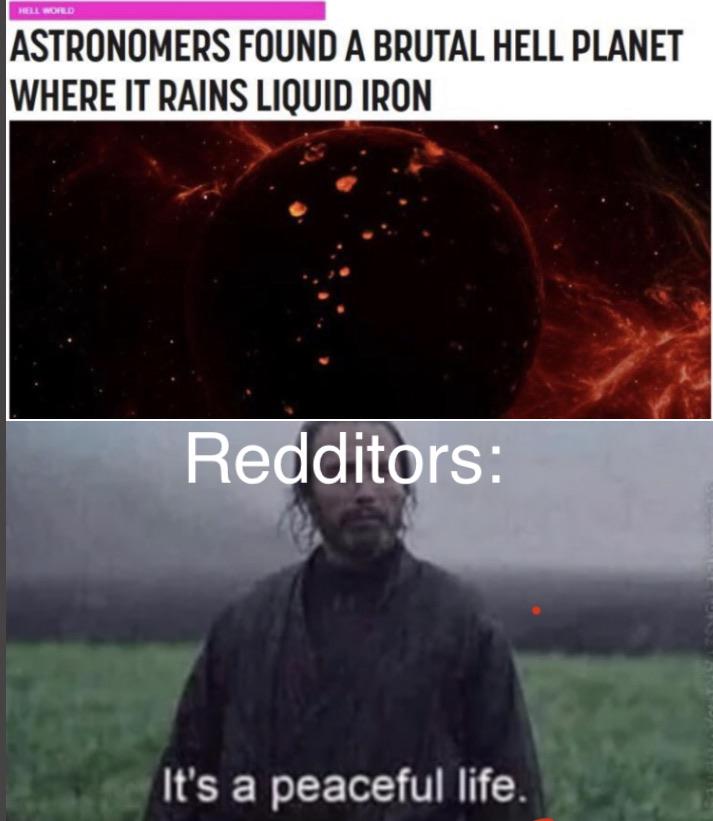 HELL WORLD
ASTRONOMERS FOUND A BRUTAL HELL PLANET
WHERE IT RAINS LIQUID IRON
Redditors:
It's a peaceful life.